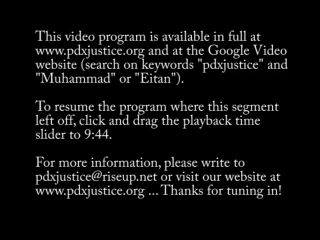 This video program is available in full at
www.pdxjustice.org and at the Google Video
website (search on keywords "pdxjustice" and
"Muhammad" or "Eitan").
To resume the program where this segment
left off, click and drag the playback time
slider to 9:44.
For more information, please write to
pdxjustice@riseup.net or visit our website at
www.pdxjustice.org ... Thanks for tuning in!